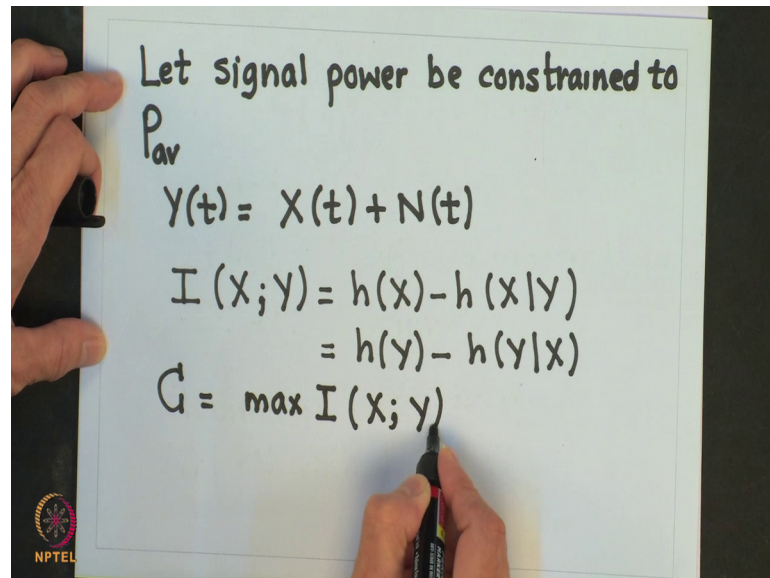 Let signal power be constrained to
Pav
Y(t) = X(t) + N(t)
I (X;Y) = h(X) - h (X|Y)
= h(y) - h(y|x)
C = max I (X; Y)
NPTEL